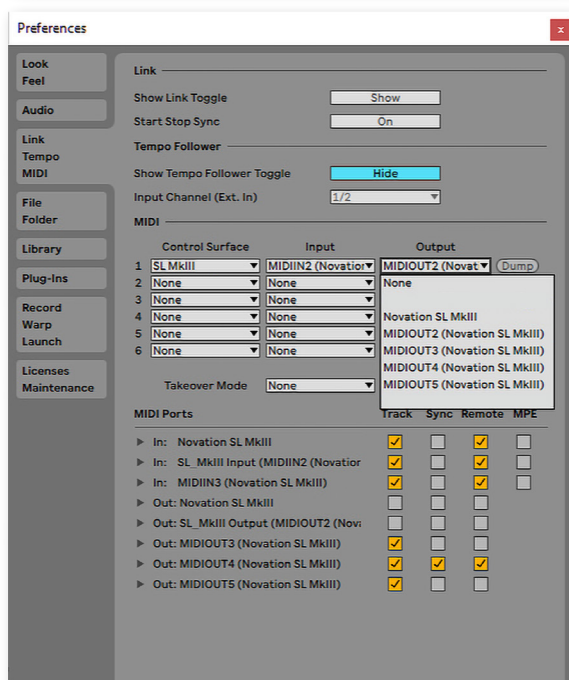 Preferences
x
Look
Feel
Audio
Link
Tempo
MIDI
File
Folder
Library
Plug-Ins
Record
Warp
Launch
Licenses
Maintenance
Link
Show Link Toggle Show
Start Stop Sync On
Tempo Follower
Show Tempo Follower Toggle Hide
Input Channel (Ext. In) 1/2
MIDI
Control Surface Input Output
1 SL MkIII MIDIIN2 (Novation MIDIOUT2 (Novat Dump
2 None None
3 None None
4 None None
5 None None
6 None None
None
Novation SL MkIII
MIDIOUT2 (Novation SL MkIII)
MIDIOUT3 (Novation SL MkIII)
MIDIOUT4 (Novation SL MkIII)
MIDIOUT5 (Novation SL MkIII)
Takeover Mode None
MIDI Ports Track Sync Remote MPE
In: Novation SL MkIII
In: SL_MkIII Input (MIDIIN2 (Novation
In: MIDIIN3 (Novation SL MkIII)
Out: Novation SL MkIII
Out: SL_MkIII Output (MIDIOUT2 (Nova
Out: MIDIOUT3 (Novation SL MkIII)
Out: MIDIOUT4 (Novation SL MkIII)
Out: MIDIOUT5 (Novation SL MkIII)